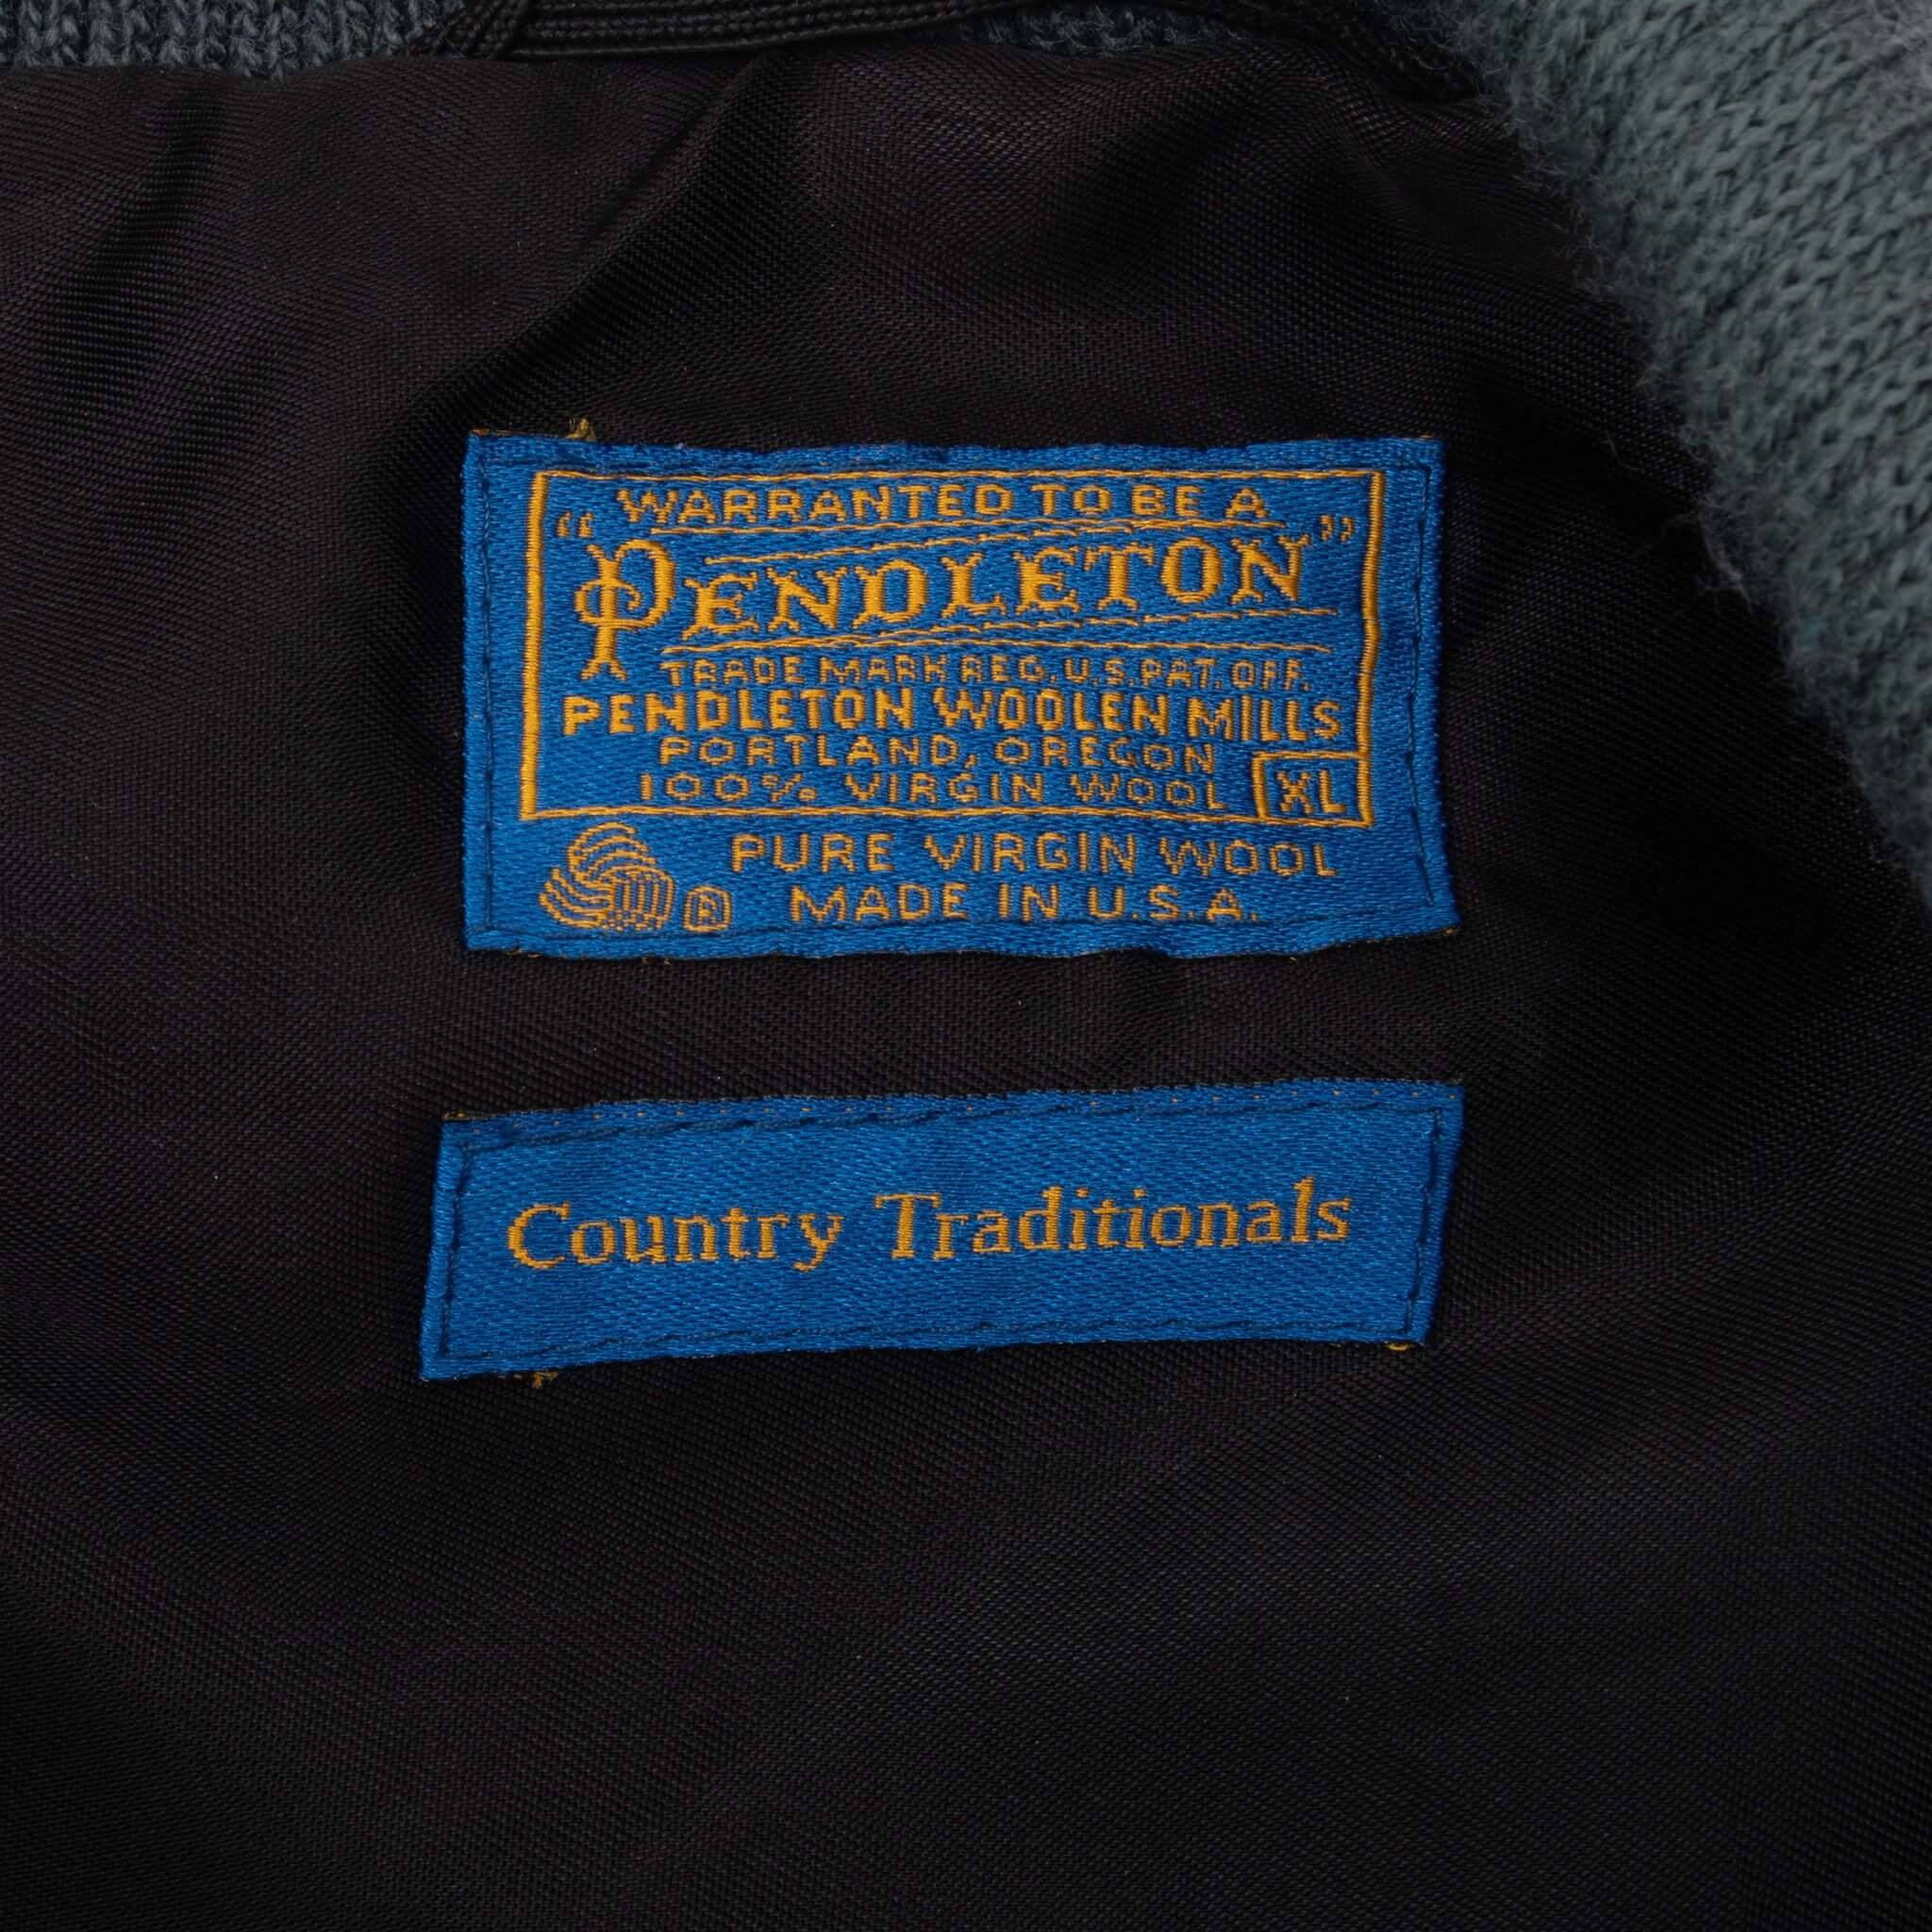 WARRANTED TO BE A
“PENDLETON”
TRADE MARK REG. U.S. PAT. OFF.
PENDLETON WOOLEN MILLS
PORTLAND, OREGON
100% VIRGIN WOOL XL
PURE VIRGIN WOOL
® MADE IN U.S.A.
Country Traditionals